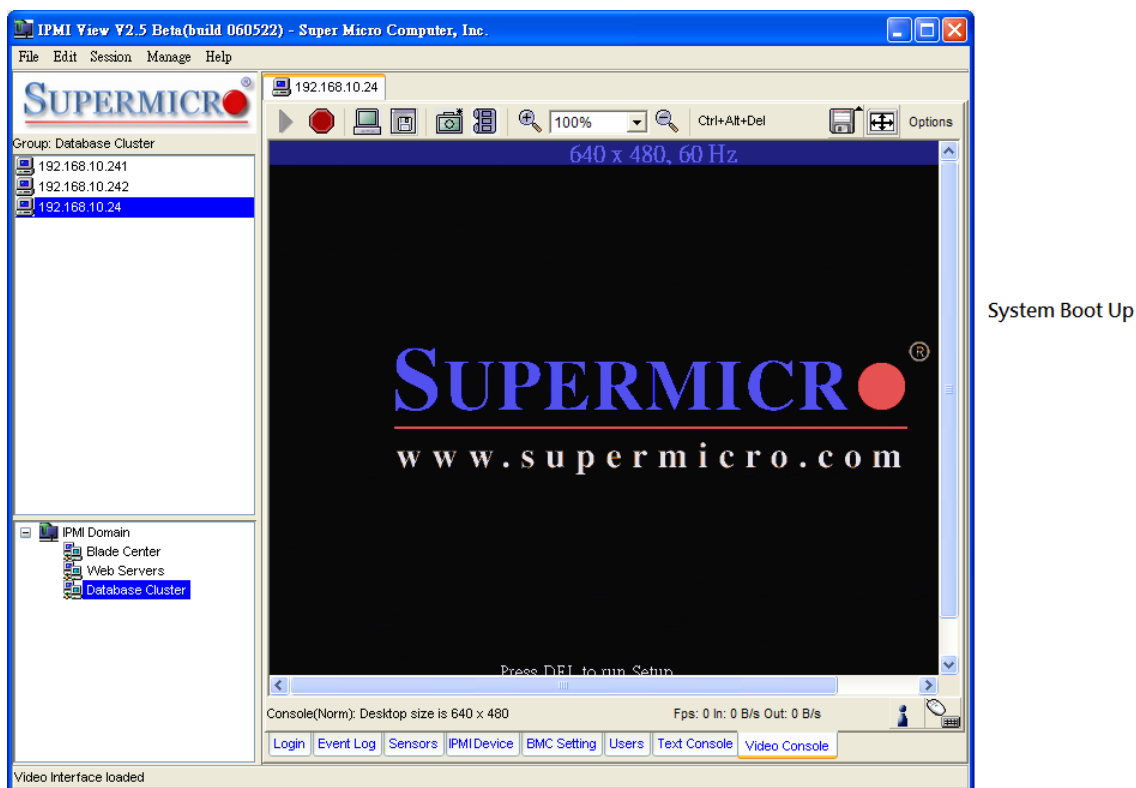 IPMI View V2.5 Beta(build 060522) - Super Micro Computer, Inc.
File Edit Session Manage Help
SUPERMICRO®
192.168.10.24
100%
Ctrl+Alt+Del
Options
Group: Database Cluster
192.168.10.241
192.168.10.242
192.168.10.24
640 x 480, 60 Hz
SUPERMICRO®
www.supermicro.com
Press DEL to run Setup
System Boot Up
IPMI Domain
Blade Center
Web Servers
Database Cluster
Console(Norm): Desktop size is 640 x 480
Fps: 0 In: 0 B/s Out: 0 B/s
Login Event Log Sensors IPMI Device BMC Setting Users Text Console Video Console
Video Interface loaded